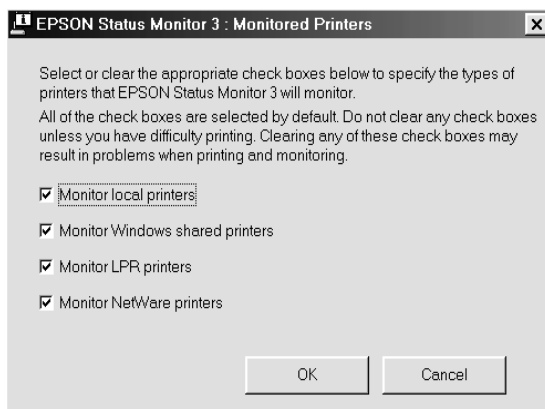 EPSON Status Monitor 3 : Monitored Printers
Select or clear the appropriate check boxes below to specify the types of
printers that EPSON Status Monitor 3 will monitor.
All of the check boxes are selected by default. Do not clear any check boxes
unless you have difficulty printing. Clearing any of these check boxes may
result in problems when printing and monitoring.
Monitor local printers
Monitor Windows shared printers
Monitor LPR printers
Monitor NetWare printers
OK
Cancel